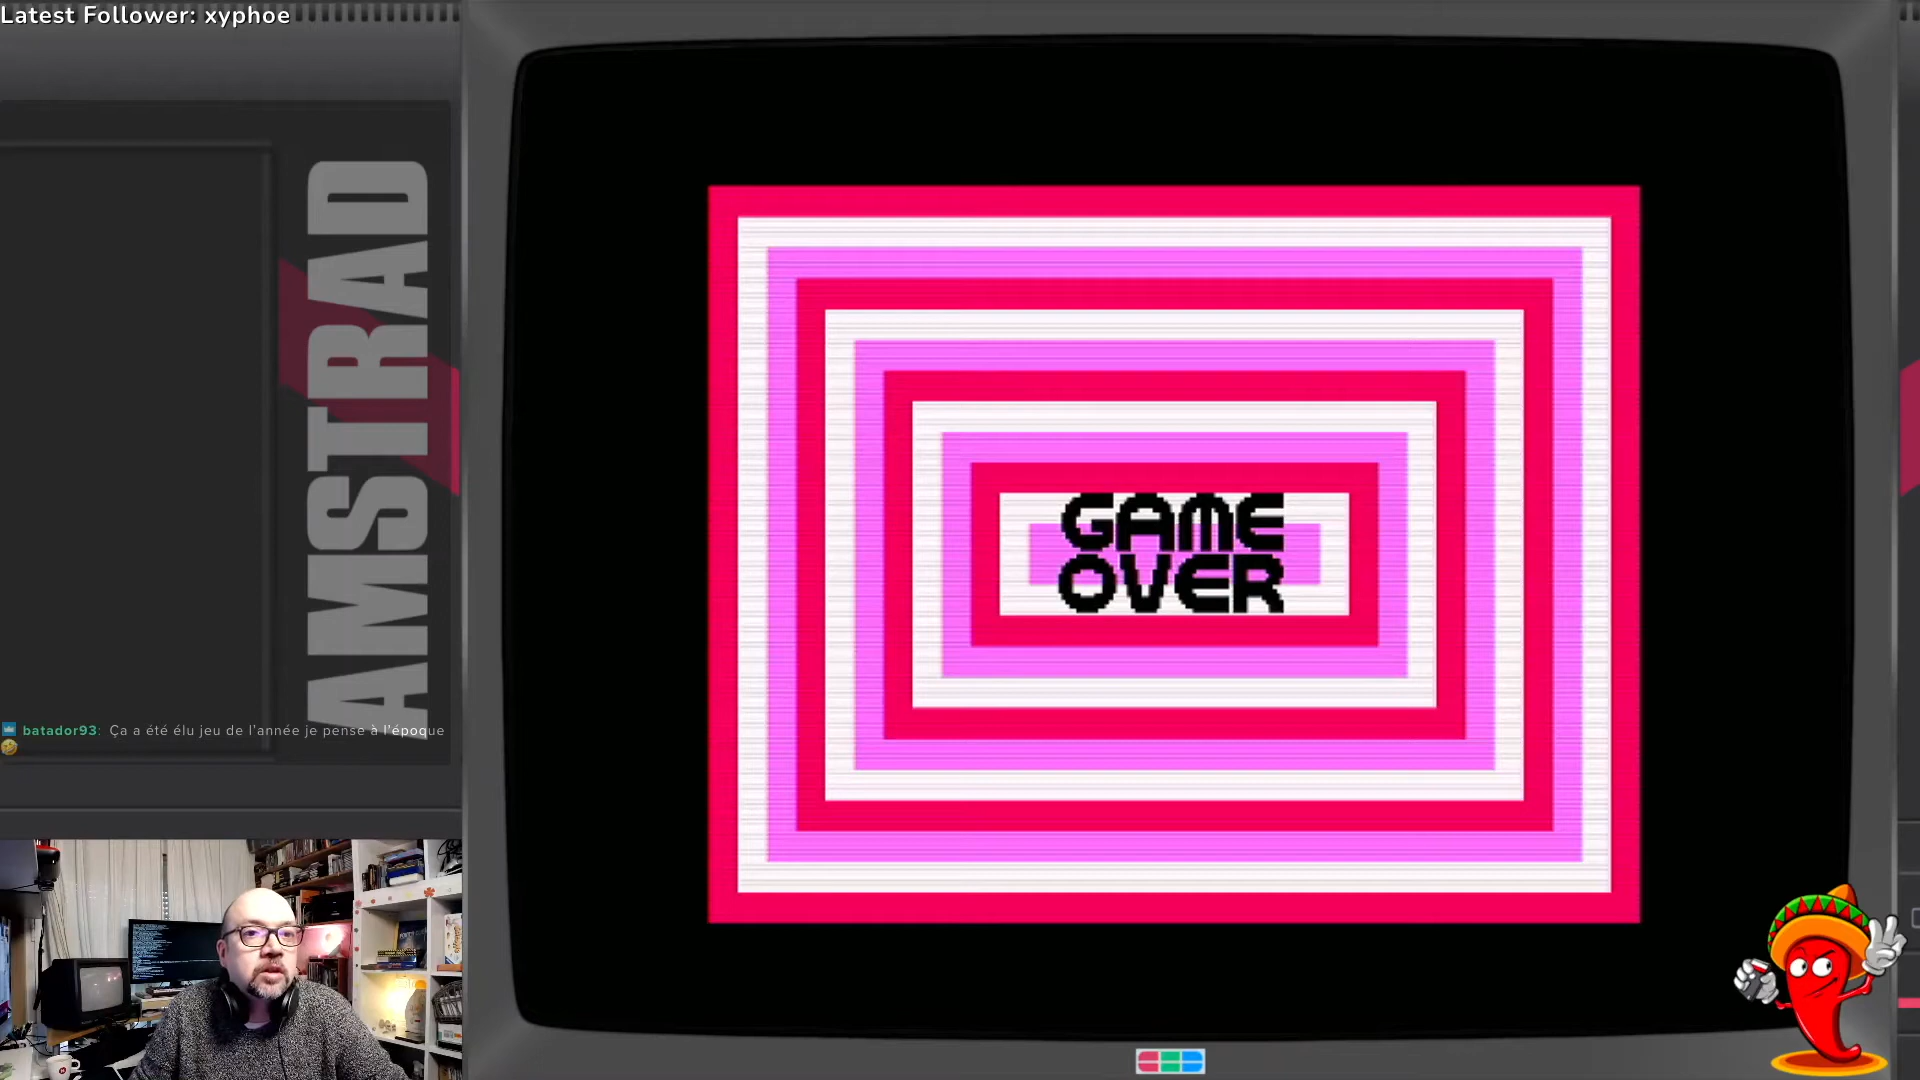 Latest Follower: xyphoe
AMSTRAD
batador93: Ça a été élu jeu de l'année je pense à l'époque
GAME
OVER